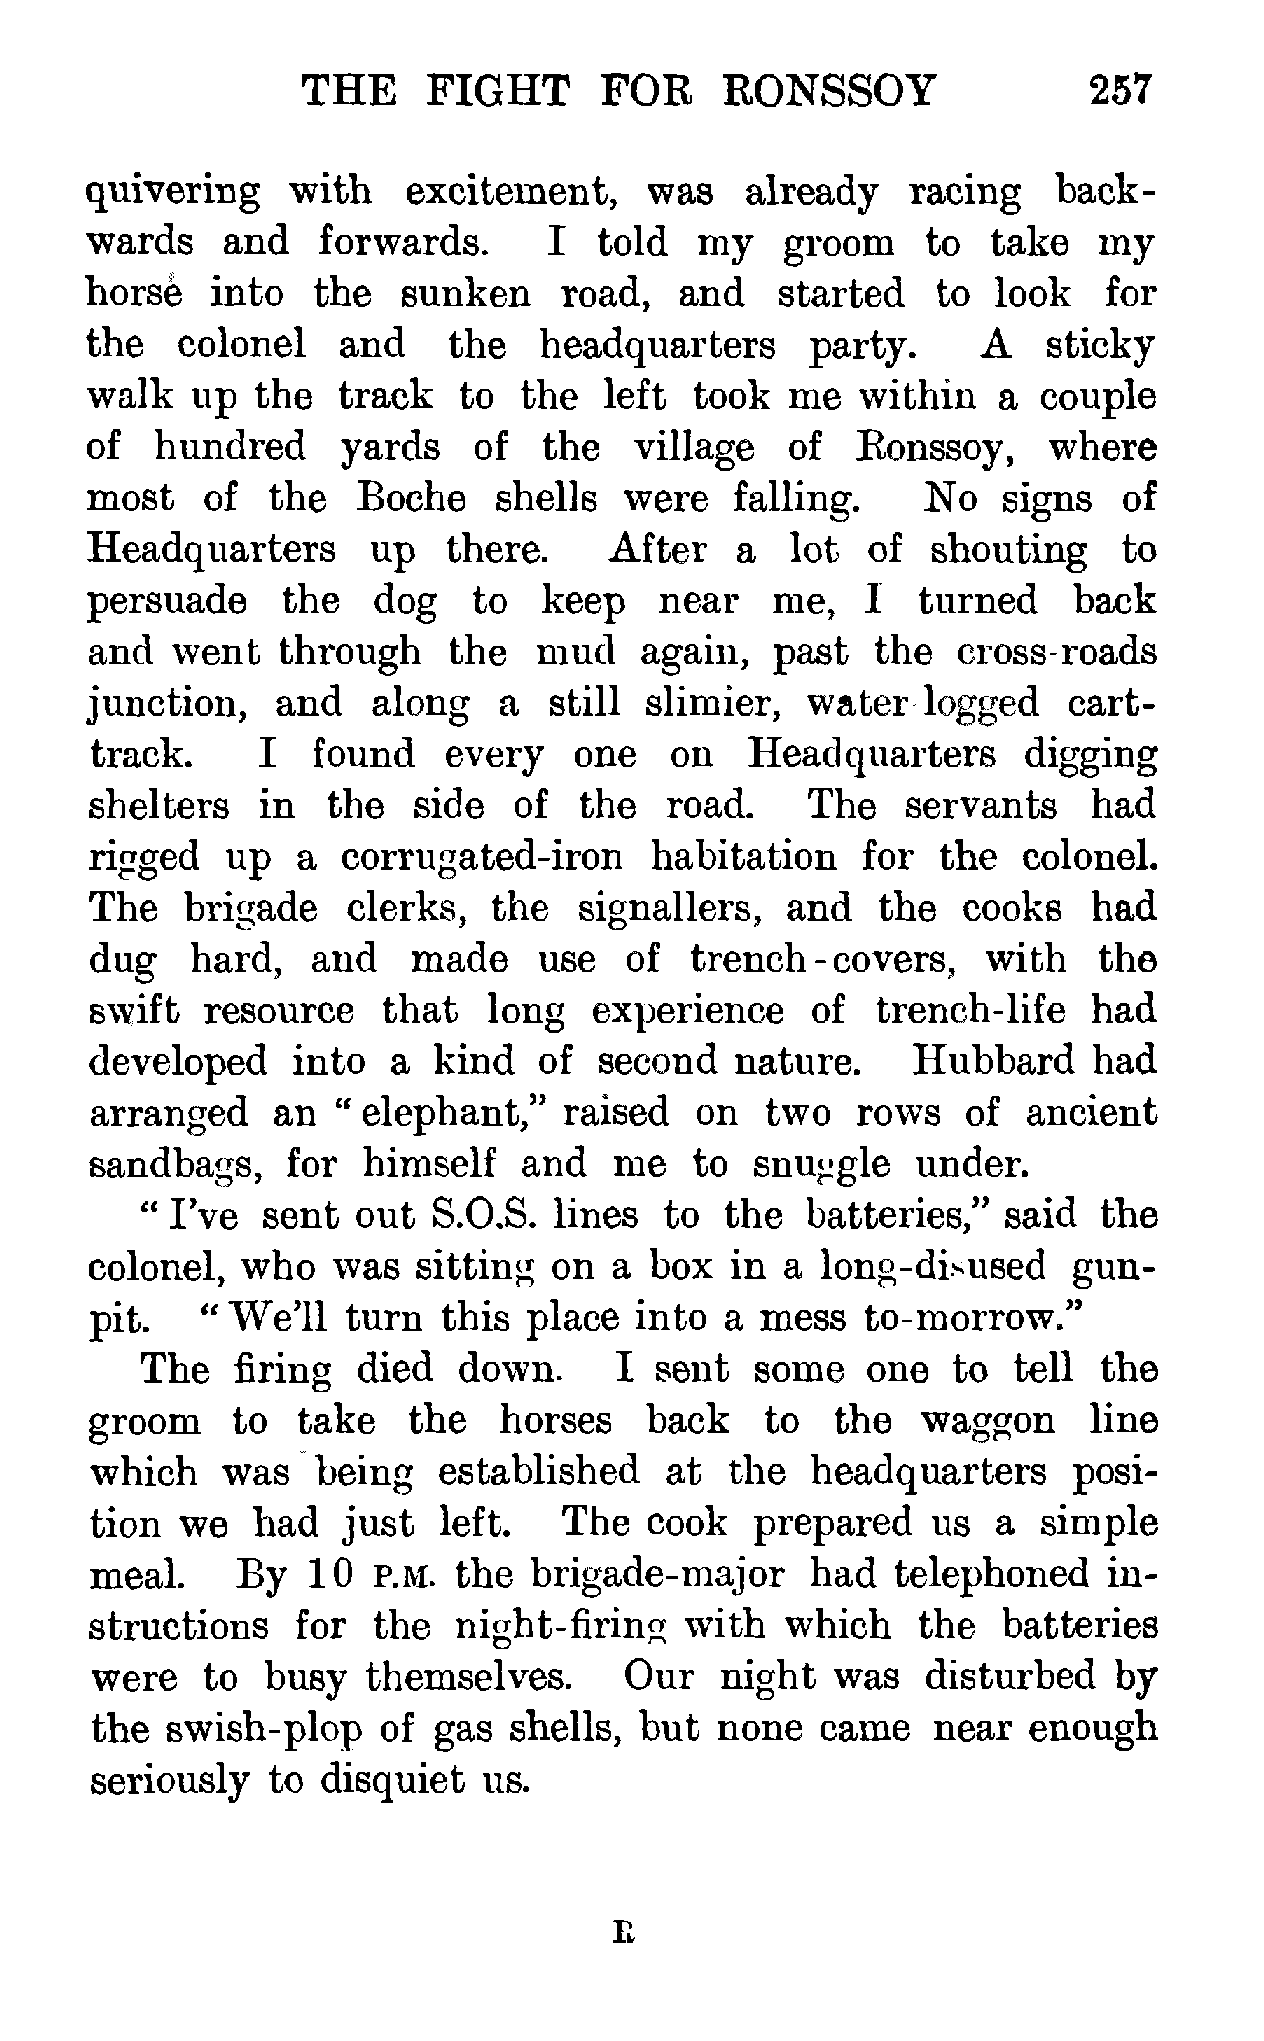 THE FIGHT FOR RONSSOY 257
quivering with excitement, was already racing back-
wards and forwards. I told my groom to take my
horse into the sunken road, and started to look for
the colonel and the headquarters party. A sticky
walk up the track to the left took me within a couple
of hundred yards of the village of Ronssoy, where
most of the Boche shells were falling. No signs of
Headquarters up there. After a lot of shouting to
persuade the dog to keep near me, I turned back
and went through the mud again, past the cross-roads
junction, and along a still slimier, water-logged cart-
track. I found every one on Headquarters digging
shelters in the side of the road. The servants had
rigged up a corrugated-iron habitation for the colonel.
The brigade clerks, the signallers, and the cooks had
dug hard, and made use of trench-covers, with the
swift resource that long experience of trench-life had
developed into a kind of second nature. Hubbard had
arranged an “elephant,” raised on two rows of ancient
sandbags, for himself and me to snuggle under.
“I’ve sent out S.O.S. lines to the batteries,” said the
colonel, who was sitting on a box in a long-disused gun-
pit. “We’ll turn this place into a mess to-morrow.”
The firing died down. I sent some one to tell the
groom to take the horses back to the waggon line
which was being established at the headquarters posi-
tion we had just left. The cook prepared us a simple
meal. By 10 P.M. the brigade-major had telephoned in-
structions for the night-firing with which the batteries
were to busy themselves. Our night was disturbed by
the swish-plop of gas shells, but none came near enough
seriously to disquiet us.
R